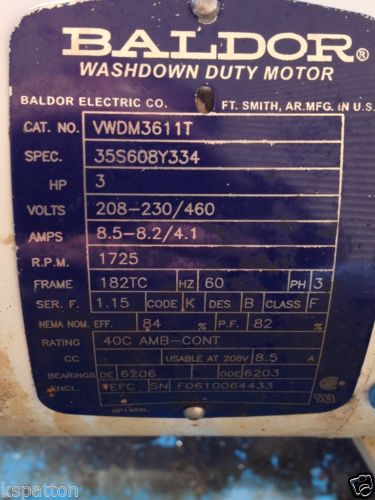 BALDOR®
WASHDOWN DUTY MOTOR
BALDOR ELECTRIC CO. FT. SMITH, AR. MFG. IN U.S.
CAT. NO. VWDM3611T
SPEC. 35S608Y334
HP 3
VOLTS 208-230/460
AMPS 8.5-8.2/4.1
R.P.M. 1725
FRAME 182TC HZ 60 PH 3
SER. F. 1.15 CODE K DES B CLASS F
NEMA NOM. EFF. 84 % P.F. 82 %
RATING 40C AMB-CONT
CC USABLE AT 208V 8.5 A
BEARINGS DE 6206 ODE 6203
ENCL. TEFC SN F0610064433
kspatton